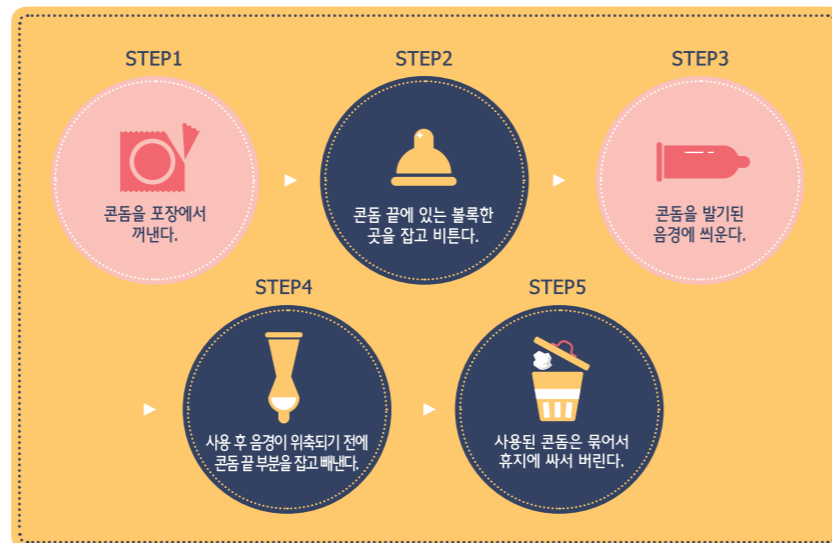 STEP1
콘돔을 포장에서
꺼낸다.
STEP2
콘돔 끝에 있는 볼록한
곳을 잡고 비튼다.
STEP3
콘돔을 발기된
음경에 씌운다.
STEP4
사용 후 음경이 위축되기 전에
콘돔 끝 부분을 잡고 빼낸다.
STEP5
사용된 콘돔은 묶어서
휴지에 싸서 버린다.